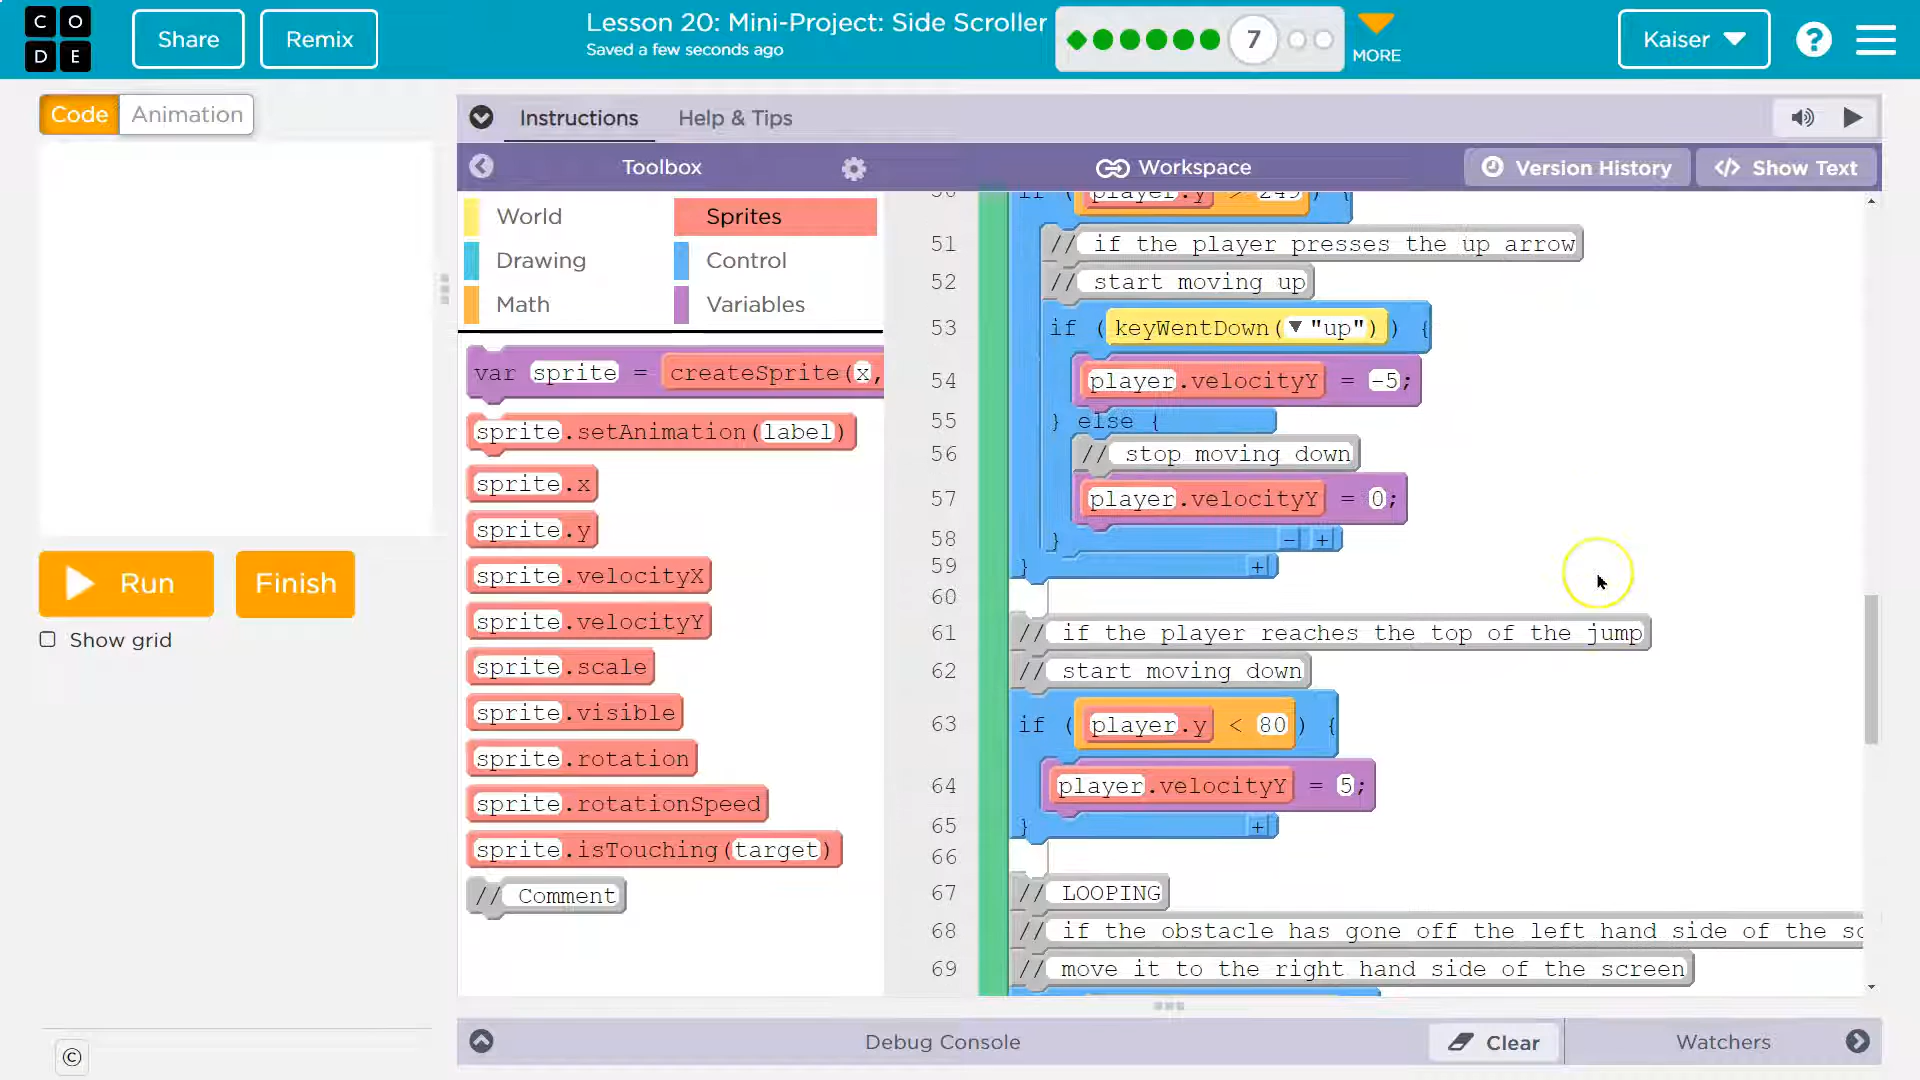 C O
D E
Share
Remix
Lesson 20: Mini-Project: Side Scroller
Saved a few seconds ago
7
MORE
Kaiser
?
Code
Animation
Instructions
Help & Tips
Toolbox
Workspace
Version History
</> Show Text
World
Sprites
Drawing
Control
Math
Variables
var sprite = createSprite(x,
sprite.setAnimation(label)
sprite.x
sprite.y
sprite.velocityX
sprite.velocityY
sprite.scale
sprite.visible
sprite.rotation
sprite.rotationSpeed
sprite.isTouching(target)
// Comment
50 if (player.y > 245) {
51 // if the player presses the up arrow
52 // start moving up
53 if (keyWentDown("up")) {
54 player.velocityY = -5;
55 } else {
56 // stop moving down
57 player.velocityY = 0;
58 } - +
59 } +
60
61 // if the player reaches the top of the jump
62 // start moving down
63 if (player.y < 80) {
64 player.velocityY = 5;
65 } +
66
67 // LOOPING
68 // if the obstacle has gone off the left hand side of the sc
69 // move it to the right hand side of the screen
Run
Finish
Show grid
©
Debug Console
Clear
Watchers